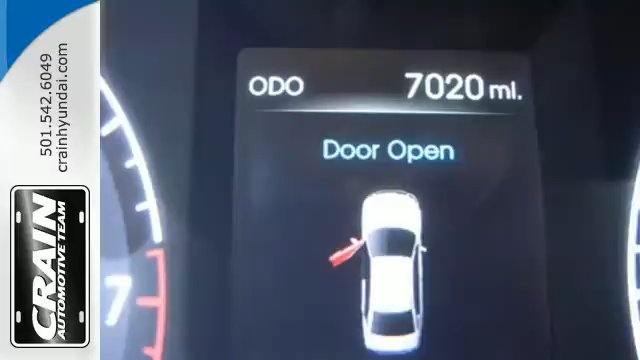 501.542.6049
crainhyundai.com
CRAIN
AUTOMOTIVE TEAM
ODO 7020 mi.
Door Open
7